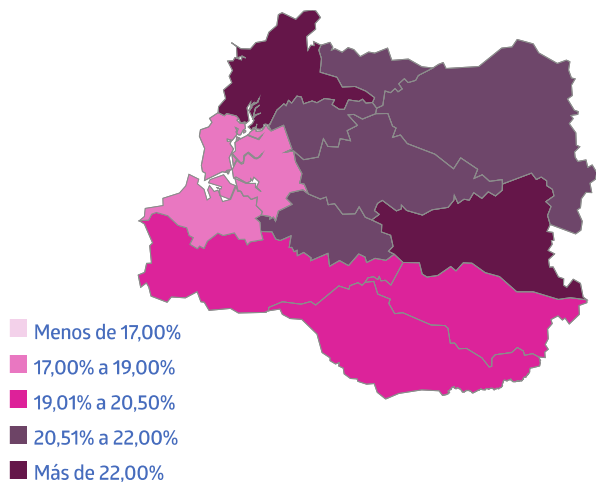 Menos de 17,00%
17,00% a 19,00%
19,01% a 20,50%
20,51% a 22,00%
Más de 22,00%